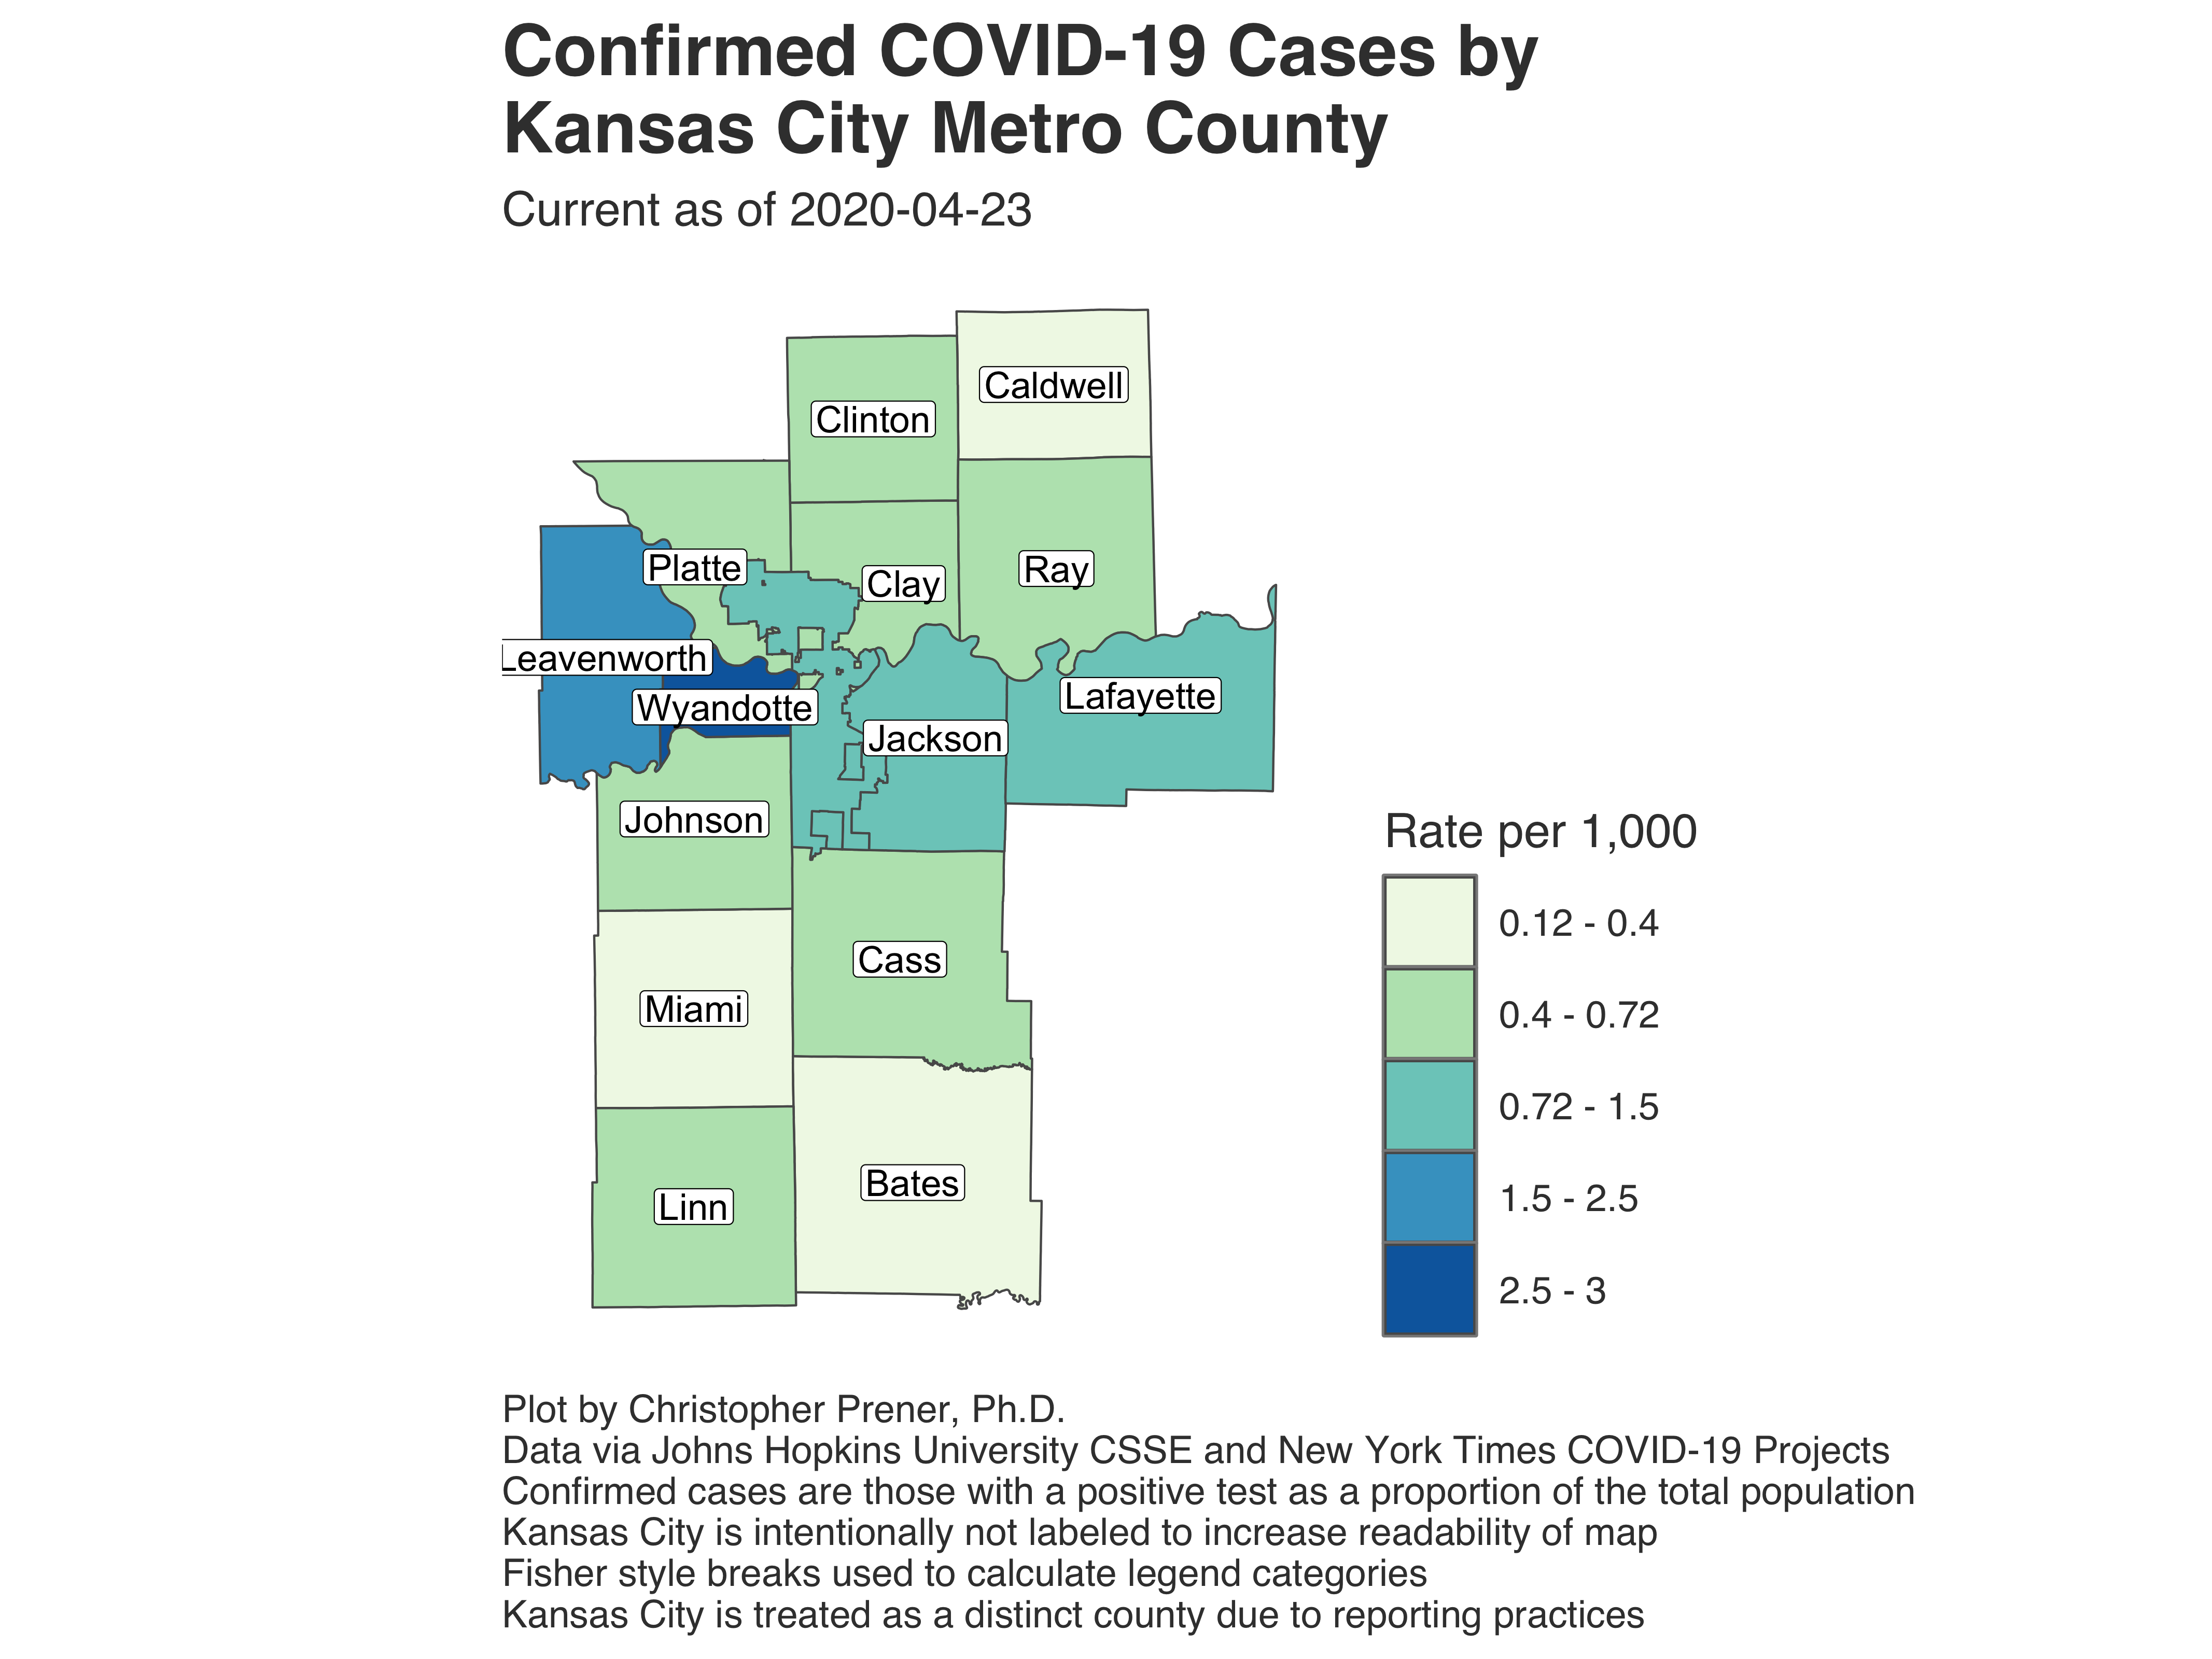 Confirmed COVID-19 Cases by
Kansas City Metro County
Current as of 2020-04-23
Caldwell
Clinton
Platte
Clay
Ray
Leavenworth
Wyandotte
Lafayette
Jackson
Johnson
Cass
Miami
Bates
Linn
Rate per 1,000
0.12 - 0.4
0.4 - 0.72
0.72 - 1.5
1.5 - 2.5
2.5 - 3
Plot by Christopher Prener, Ph.D.
Data via Johns Hopkins University CSSE and New York Times COVID-19 Projects
Confirmed cases are those with a positive test as a proportion of the total population
Kansas City is intentionally not labeled to increase readability of map
Fisher style breaks used to calculate legend categories
Kansas City is treated as a distinct county due to reporting practices